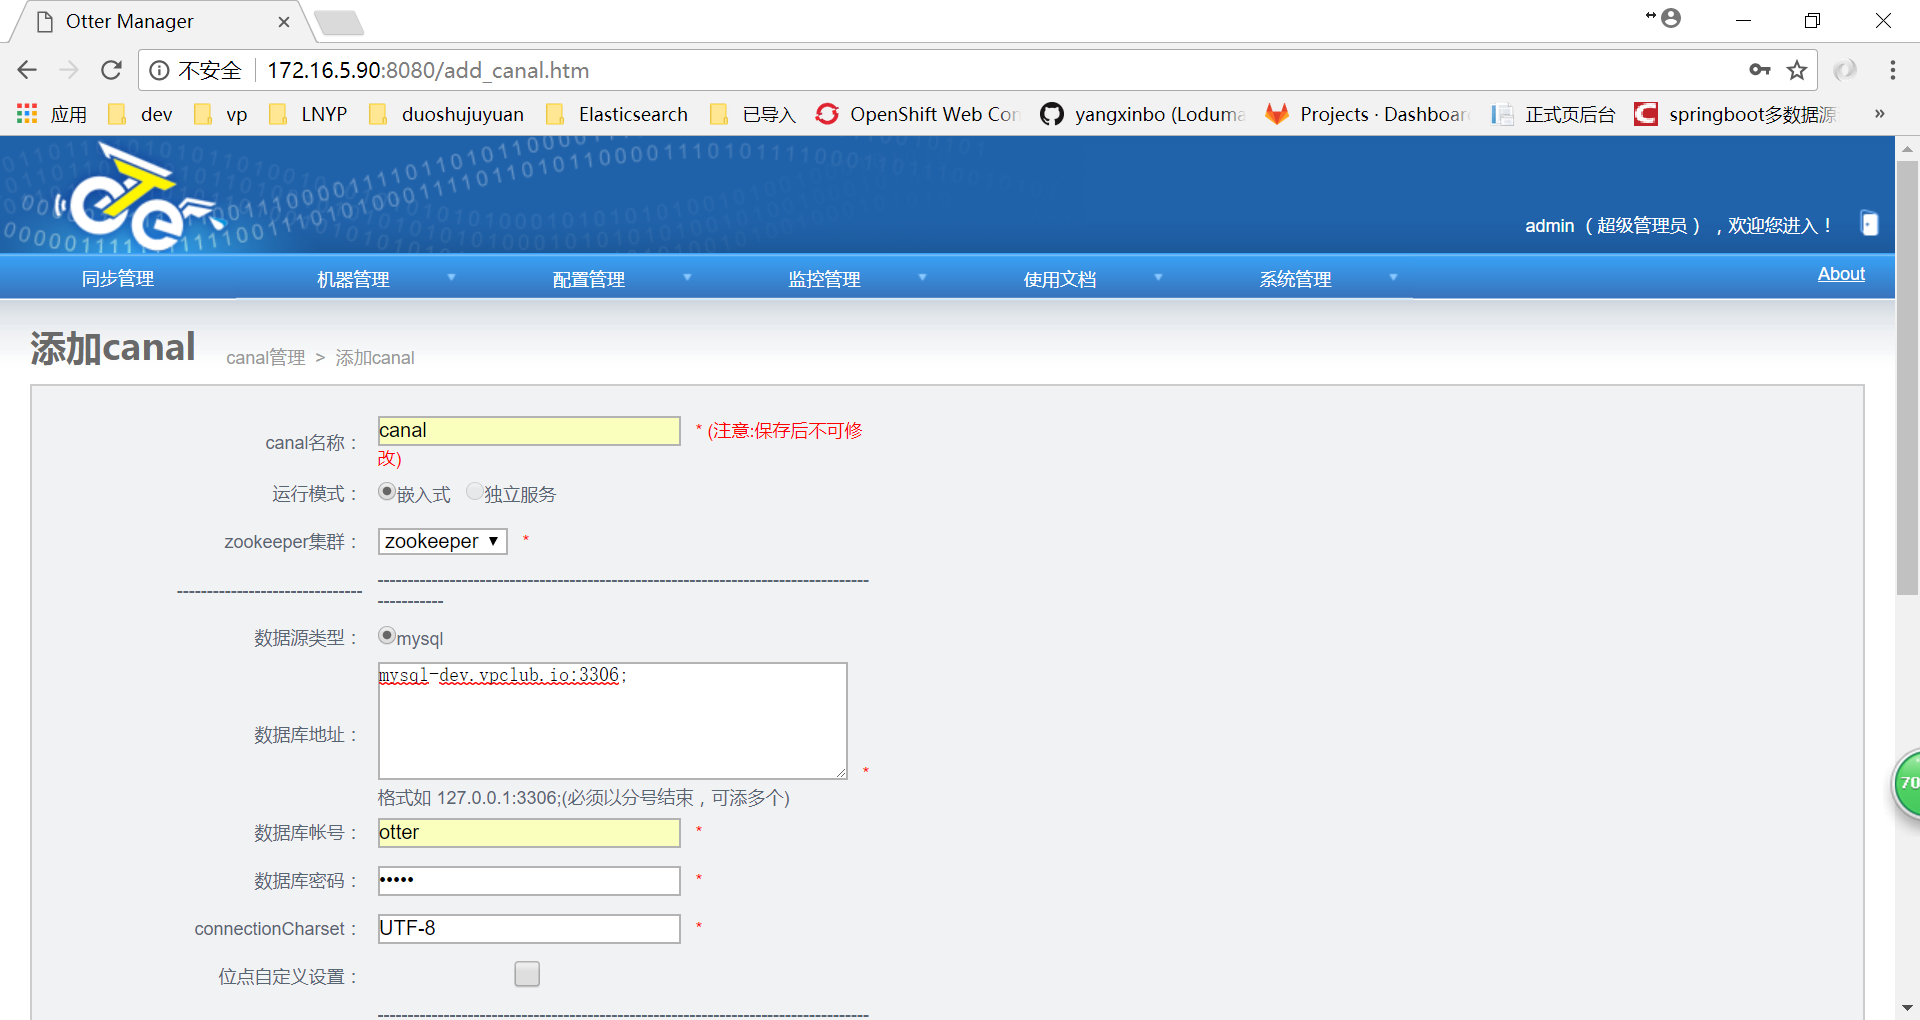 Otter Manager
不安全 172.16.5.90:8080/add_canal.htm
应用 dev vp LNYP duoshujuyuan Elasticsearch 已导入 OpenShift Web Con yangxinbo (Loduma Projects · Dashboar 正式页后台 springboot多数据源 »
admin （超级管理员），欢迎您进入！
同步管理 机器管理 配置管理 监控管理 使用文档 系统管理 About
添加canal canal管理 > 添加canal
canal名称： canal * (注意:保存后不可修
改)
运行模式： 嵌入式 独立服务
zookeeper集群： zookeeper *
数据源类型： mysql
mysql-dev.vpclub.io:3306;
数据库地址： *
格式如 127.0.0.1:3306;(必须以分号结束，可添多个)
数据库帐号： otter *
数据库密码： ••••• *
connectionCharset： UTF-8 *
位点自定义设置：
70